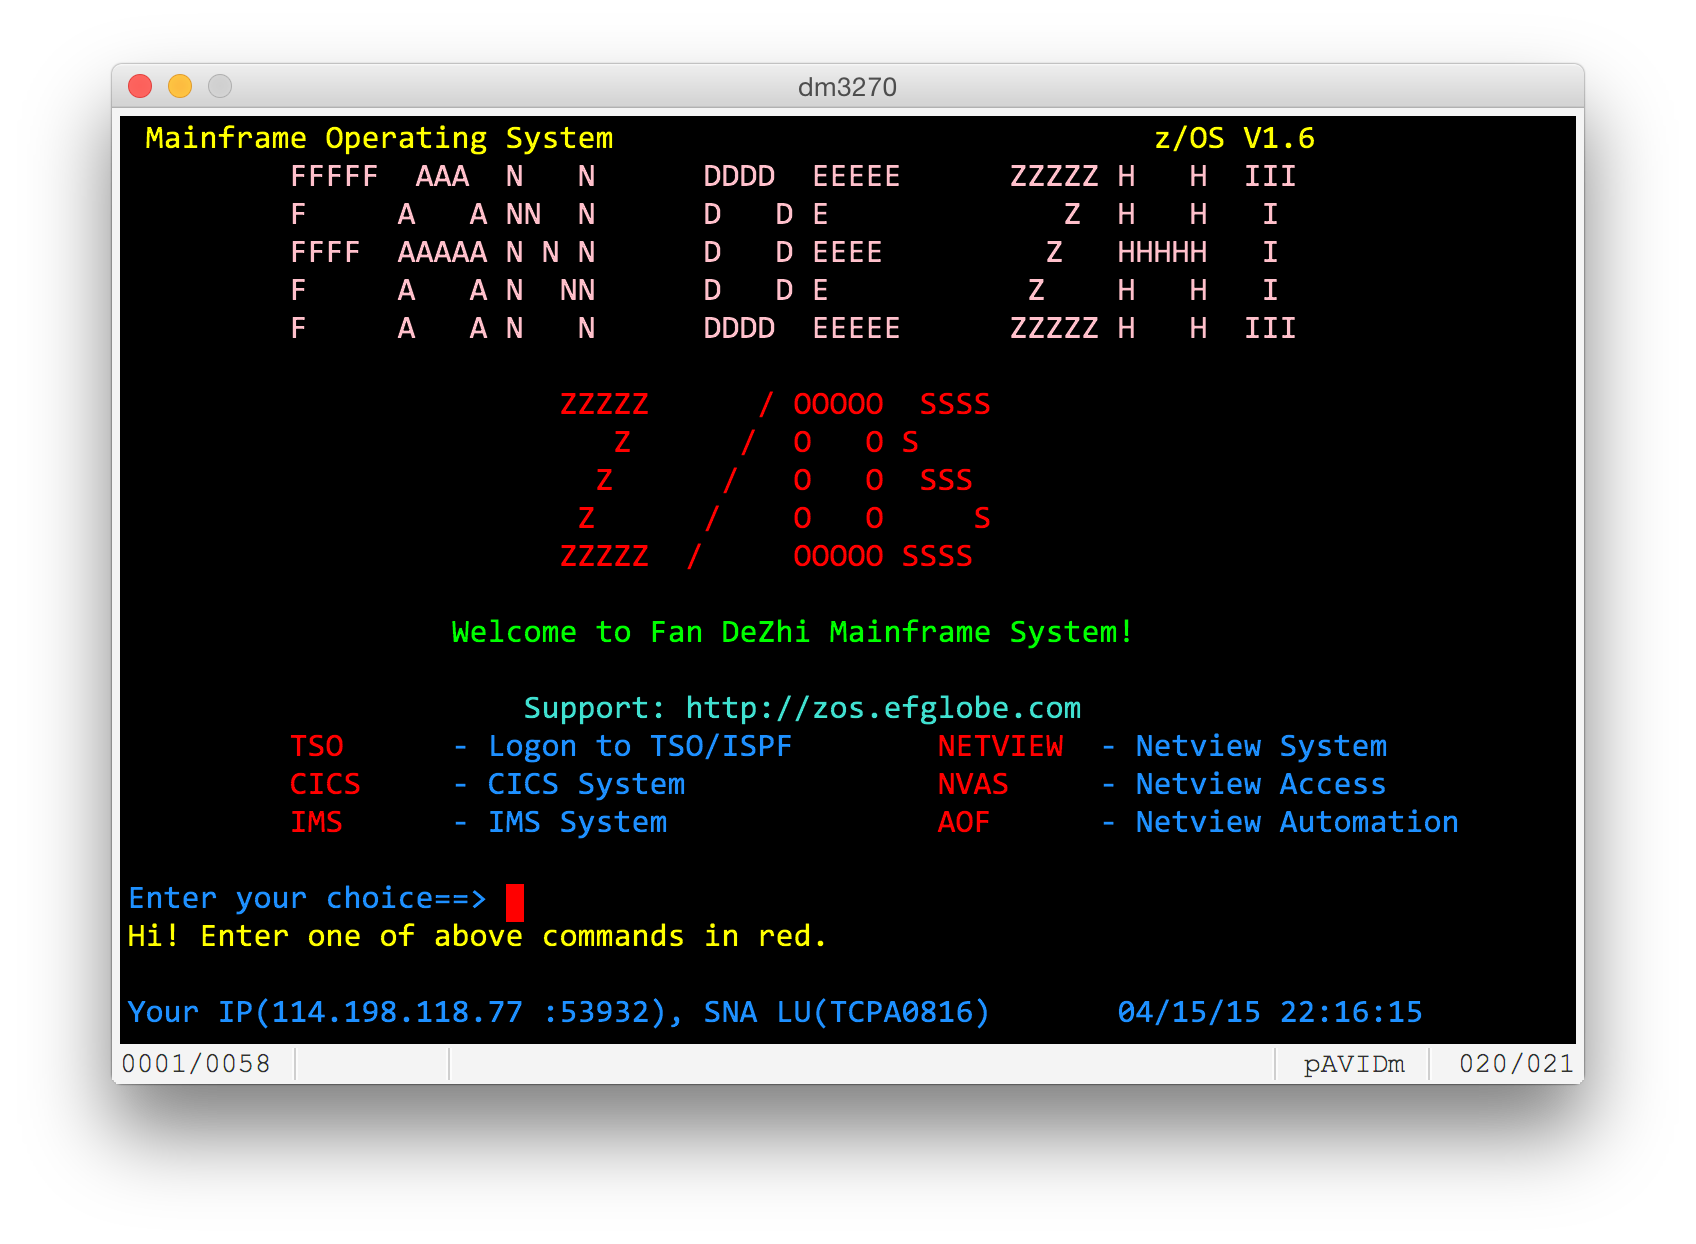 dm3270
Mainframe Operating System                              z/OS V1.6
        FFFFF  AAA  N   N      DDDD  EEEEE      ZZZZZ H   H  III
        F     A   A NN  N      D   D E             Z  H   H   I
        FFFF  AAAAA N N N      D   D EEEE         Z   HHHHH   I
        F     A   A N  NN      D   D E           Z    H   H   I
        F     A   A N   N      DDDD  EEEEE      ZZZZZ H   H  III
                       ZZZZZ      / OOOOO  SSSS
                          Z      /  O   O S
                         Z      /   O   O  SSS
                        Z      /    O   O     S
                       ZZZZZ  /     OOOOO SSSS
Welcome to Fan DeZhi Mainframe System!
Support: http://zos.efglobe.com
TSO      - Logon to TSO/ISPF        NETVIEW  - Netview System
CICS     - CICS System              NVAS     - Netview Access
IMS      - IMS System               AOF      - Netview Automation
Enter your choice==>
Hi! Enter one of above commands in red.
Your IP(114.198.118.77 :53932), SNA LU(TCPA0816)       04/15/15 22:16:15
0001/0058 pAVIDm 020/021